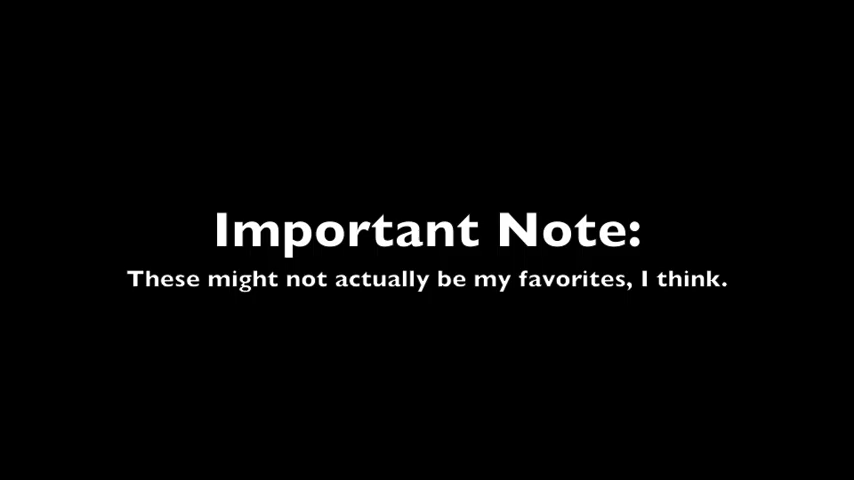 Important Note:
These might not actually be my favorites, I think.